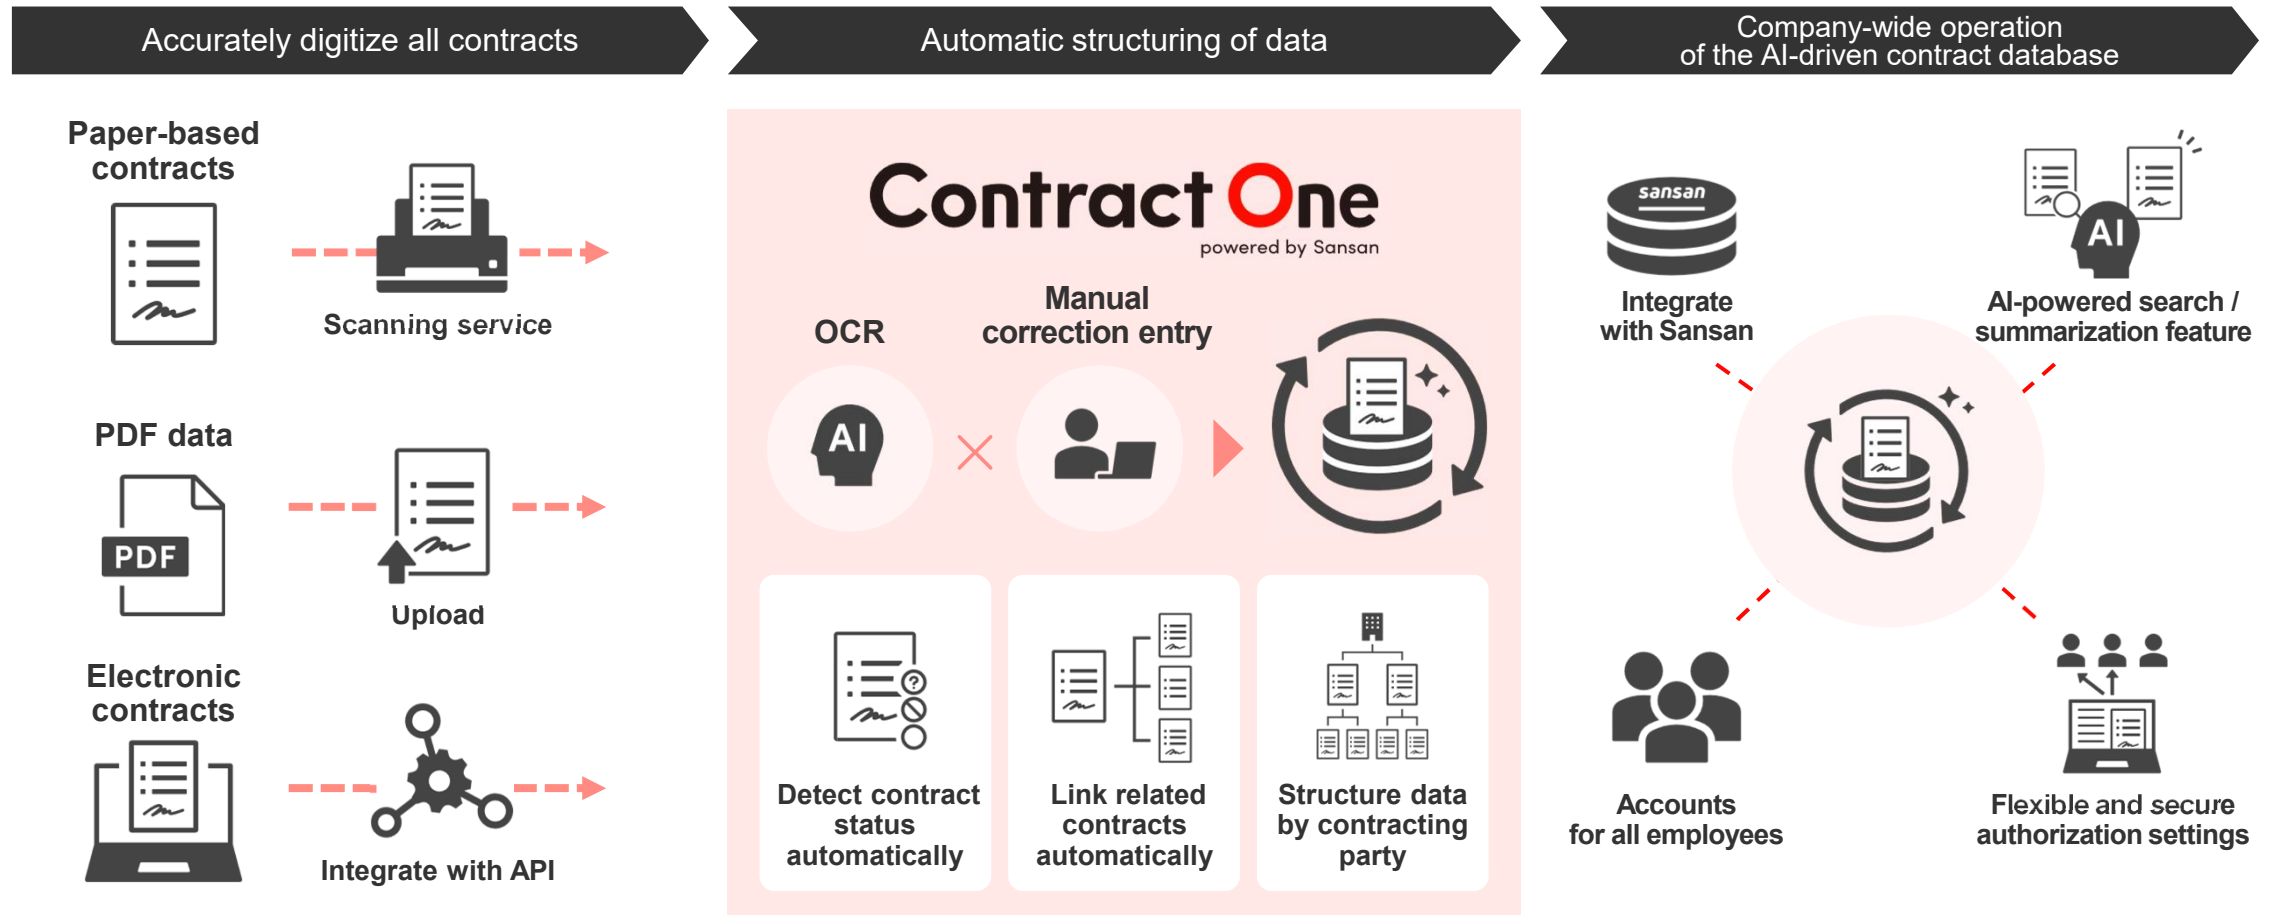 Accurately digitize all contracts
Automatic structuring of data
Company-wide operation
of the AI-driven contract database
Paper-based
contracts
Scanning service
PDF data
PDF
Upload
Electronic
contracts
Integrate with API
Contract One
powered by Sansan
OCR
AI
Manual
correction entry
Detect contract
status
automatically
?
Link related
contracts
automatically
Structure data
by contracting
party
sansan
Integrate
with Sansan
AI
AI-powered search /
summarization feature
Accounts
for all employees
Flexible and secure
authorization settings